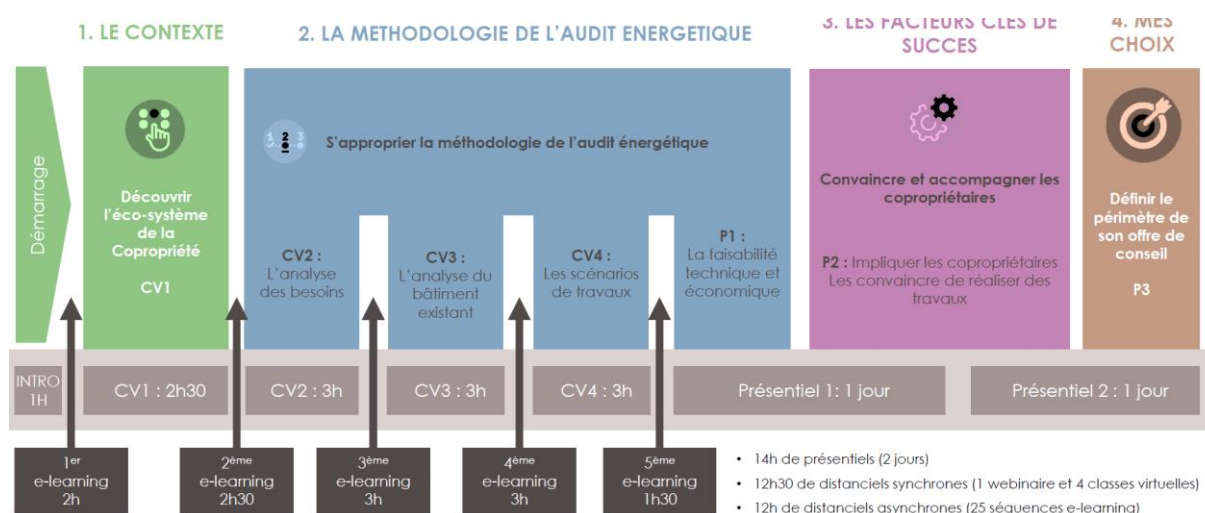 1. LE CONTEXTE
2. LA METHODOLOGIE DE L'AUDIT ENERGETIQUE
3. LES FACTEURS CLES DE
SUCCES
4. MES
CHOIX
Démarrage
Découvrir
l'éco-système
de la
Copropriété
CV1
1 2 3
S'approprier la méthodologie de l'audit énergétique
CV2 :
L'analyse
des besoins
CV3 :
L'analyse du
bâtiment
existant
CV4 :
Les scénarios
de travaux
P1 :
La faisabilité
technique et
économique
Convaincre et accompagner les
copropriétaires
P2 : Impliquer les copropriétaires
Les convaincre de réaliser des
travaux
Définir le
périmètre de
son offre de
conseil
P3
INTRO
1H
CV1 : 2h30
CV2 : 3h
CV3 : 3h
CV4 : 3h
Présentiel 1: 1 jour
Présentiel 2 : 1 jour
1er
e-learning
2h
2ème
e-learning
2h30
3ème
e-learning
3h
4ème
e-learning
3h
5ème
e-learning
1h30
• 14h de présentiels (2 jours)
• 12h30 de distanciels synchrones (1 webinaire et 4 classes virtuelles)
• 12h de distanciels asynchrones (25 séquences e-learning)